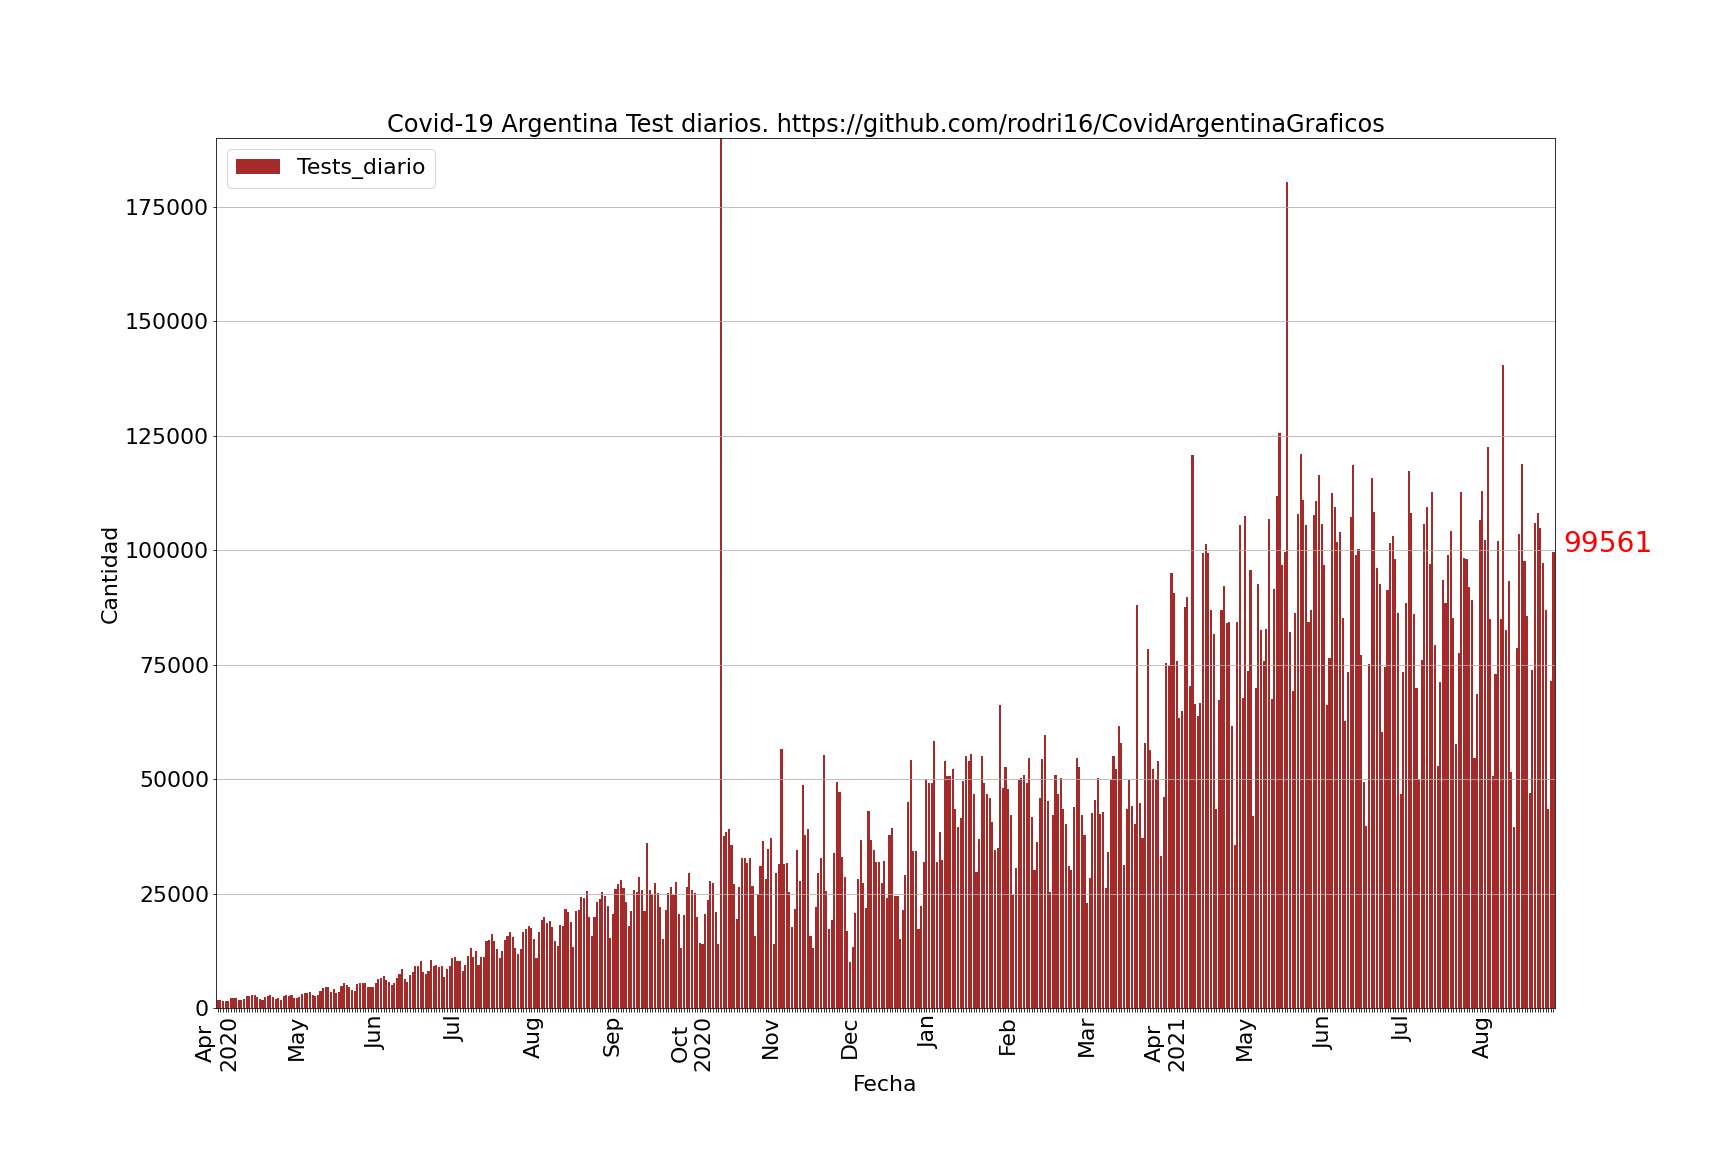 Covid-19 Argentina Test diarios. https://github.com/rodri16/CovidArgentinaGraficos
Tests_diario
175000
150000
125000
100000
75000
50000
25000
0
Cantidad
99561
Apr
2020
May
Jun
Jul
Aug
Sep
Oct
2020
Nov
Dec
Jan
Feb
Mar
Apr
2021
May
Jun
Jul
Aug
Fecha